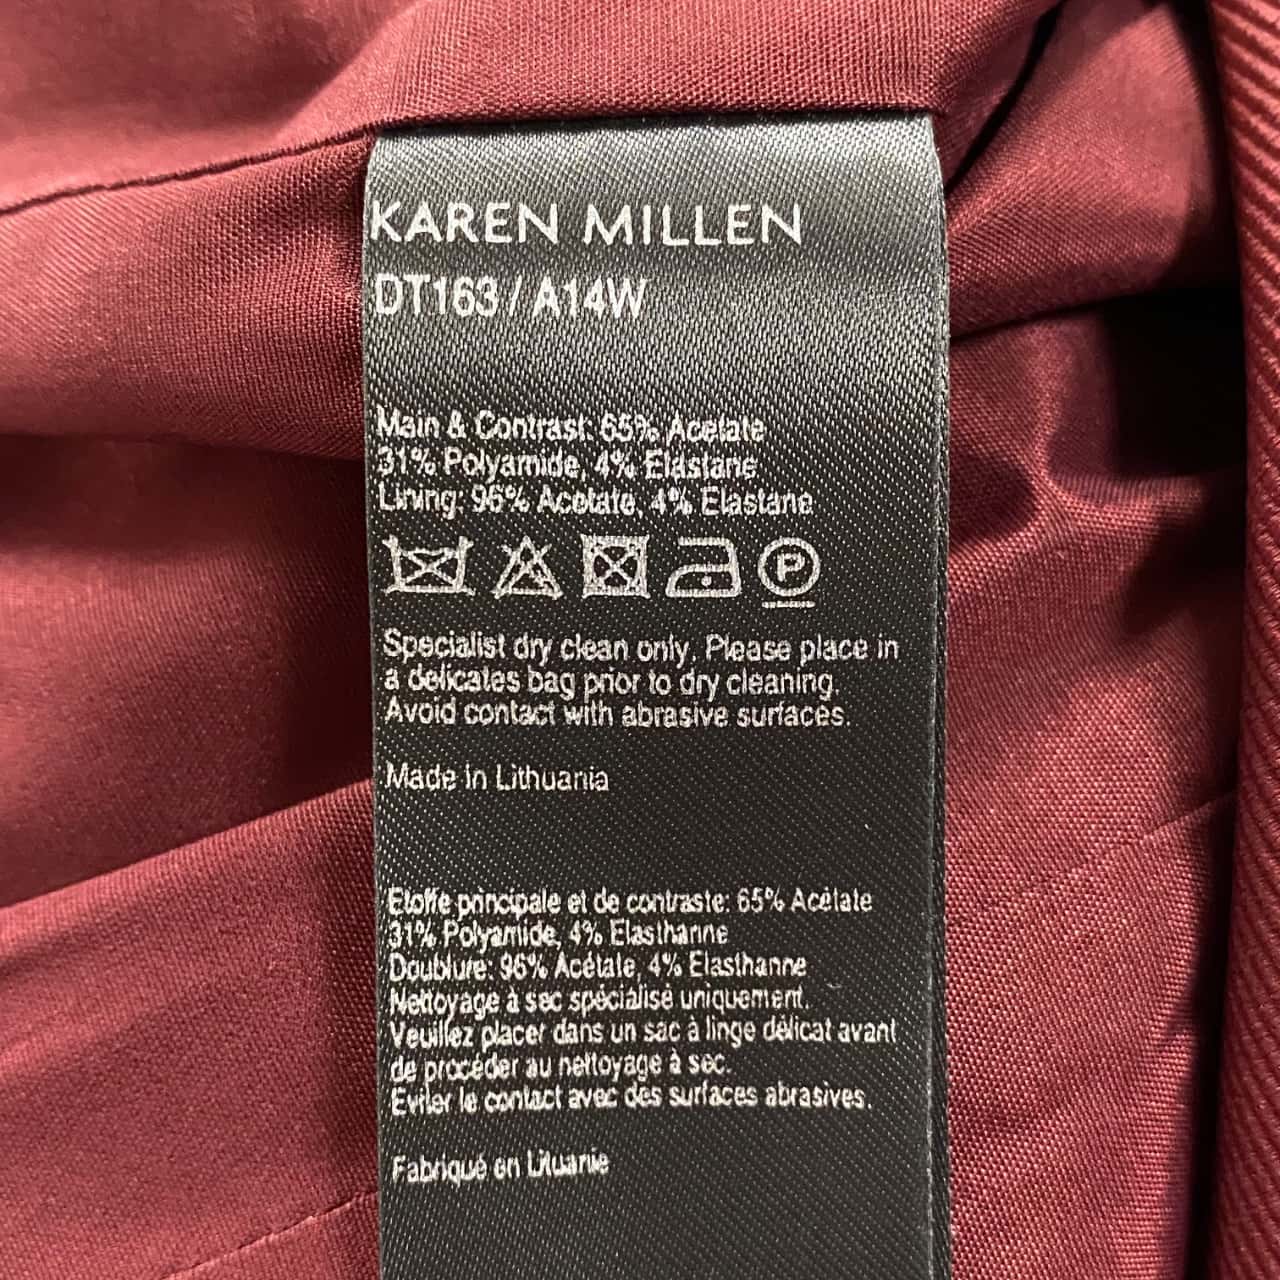 KAREN MILLEN
DT163 / A14W
Main & Contrast: 65% Acetate
31% Polyamide, 4% Elastane
Lining: 96% Acetate, 4% Elastane
P
Specialist dry clean only. Please place in
a delicates bag prior to dry cleaning.
Avoid contact with abrasive surfaces.
Made in Lithuania
Etoffe principale et de contraste: 65% Acétate
31% Polyamide, 4% Elasthanne
Doublure: 96% Acétate, 4% Elasthanne
Nettoyage à sec spécialisé uniquement.
Veuillez placer dans un sac à linge délicat avant
de procéder au nettoyage à sec.
Eviter le contact avec des surfaces abrasives.
Fabriqué en Lituanie